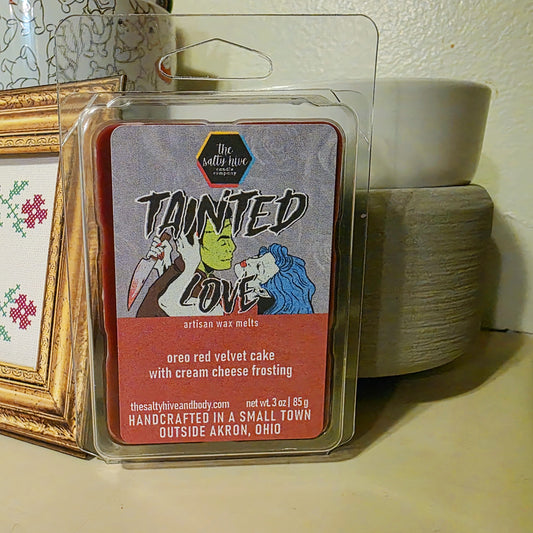 the
salty hive
candle
company
TAINTED
LOVE
artisan wax melts
oreo red velvet cake
with cream cheese frosting
thesaltyhiveandbody.com net wt. 3 oz | 85 g
HANDCRAFTED IN A SMALL TOWN
OUTSIDE AKRON, OHIO